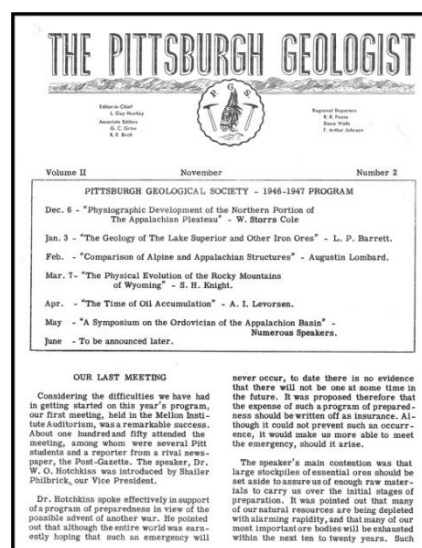 THE PITTSBURGH GEOLOGIST
P. G. S.
Editor-in-Chief
L. Guy Huntley
Associate Editors
G. C. Grow
R. E. Birch
Regional Reporters
R. R. Fosse
Dana Wells
F. Arthur Johnson
Volume II November Number 2
PITTSBURGH GEOLOGICAL SOCIETY - 1946-1947 PROGRAM
Dec. 6 - "Physiographic Development of the Northern Portion of
The Appalachian Pleateau" - W. Storrs Cole
Jan. 3 - "The Geology of The Lake Superior and Other Iron Ores" - L. P. Barrett.
Feb. - "Comparison of Alpine and Appalachian Structures" - Augustin Lombard.
Mar. 7- "The Physical Evolution of the Rocky Mountains
of Wyoming" - S. H. Knight.
Apr. - "The Time of Oil Accumulation" - A. I. Levorsen.
May - "A Symposium on the Ordovician of the Appalachion Basin" -
Numerous Speakers.
June - To be announced later.
OUR LAST MEETING
Considering the difficulties we have had
in getting started on this year's program,
our first meeting, held in the Mellon Insti-
tute Auditorium, was a remarkable success.
About one hundred and fifty attended the
meeting, among whom were several Pitt
students and a reporter from a rival news-
paper, the Post-Gazette. The speaker, Dr.
W. O. Hotchkiss was introduced by Shailer
Philbrick, our Vice President.
Dr. Hotchkiss spoke effectively in support
of a program of preparedness in view of the
possible advent of another war. He pointed
out that although the entire world was earn-
estly hoping that such an emergency will
never occur, to date there is no evidence
that there will not be one at some time in
the future. It was proposed therefore that
the expense of such a program of prepared-
ness should be written off as insurance. Al-
though it could not prevent such an occurr-
ence, it would make us more able to meet
the emergency, should it arise.
The speaker's main contention was that
large stockpiles of essential ores should be
set aside to assure us of enough raw mater-
ials to carry us over the initial stages of
preparation. It was pointed out that many
of our natural resources are being depleted
with alarming rapidity, and that many of our
most important ore bodies will be exhausted
within the next ten to twenty years. Such